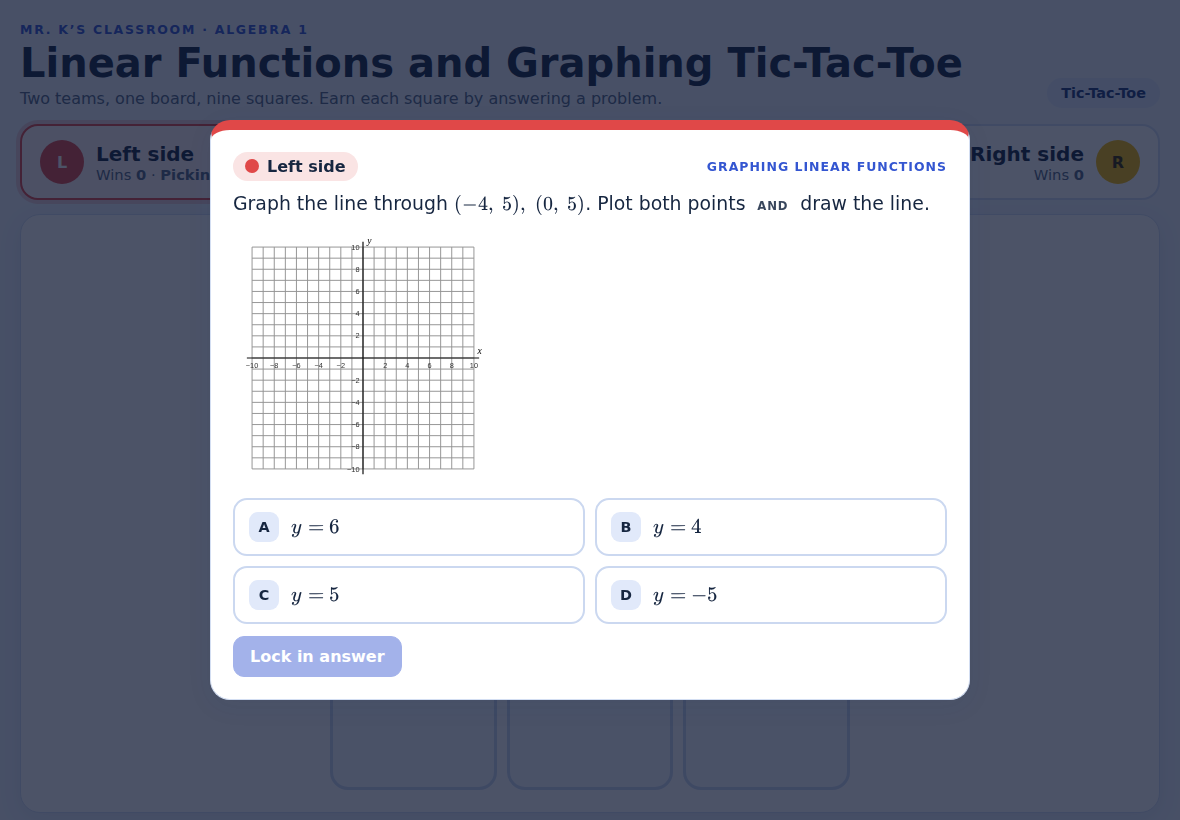 MR. K'S CLASSROOM · ALGEBRA 1
Linear Functions and Graphing Tic-Tac-Toe
Two teams, one board, nine squares. Earn each square by answering a problem.
Tic-Tac-Toe
L
Left side
Wins 0 · Pickin
Right side
Wins 0
R
Left side
GRAPHING LINEAR FUNCTIONS
Graph the line through (−4, 5), (0, 5). Plot both points AND draw the line.
y
10
8
6
4
2
x
−10 −8 −6 −4 −2 2 4 6 8 10
−2
−4
−6
−8
−10
A y = 6
B y = 4
C y = 5
D y = −5
Lock in answer